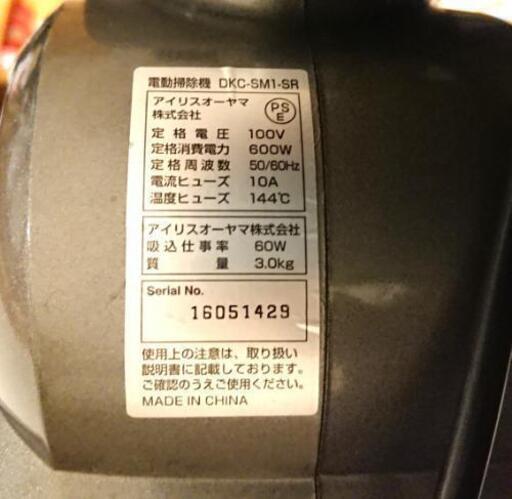 電動掃除機 DKC-SM1-SR
アイリスオーヤマ
株式会社
PS
E
定格電圧 100V
定格消費電力 600W
定格周波数 50/60Hz
電流ヒューズ 10A
温度ヒューズ 144℃
アイリスオーヤマ株式会社
吸込仕事率 60W
質量 3.0kg
Serial No.
16051429
使用上の注意は、取り扱い
説明書に記載しております。
ご確認のうえご使用ください。
MADE IN CHINA